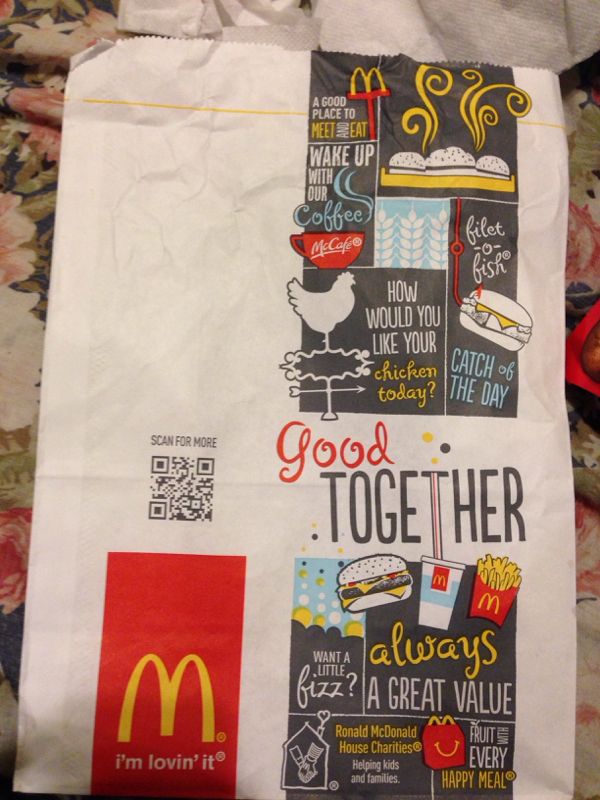 A GOOD
PLACE TO
MEET AND EAT
WAKE UP
WITH
OUR
Coffee
McCafé®
filet
-o-
fish®
HOW
WOULD YOU
LIKE YOUR
chicken
today?
CATCH of
THE DAY
SCAN FOR MORE
good
TOGETHER
always
A GREAT VALUE
WANT A
LITTLE
fizz?
Ronald McDonald
House Charities®
Helping kids
and families.
FRUIT WITH
EVERY
HAPPY MEAL®
i'm lovin' it®